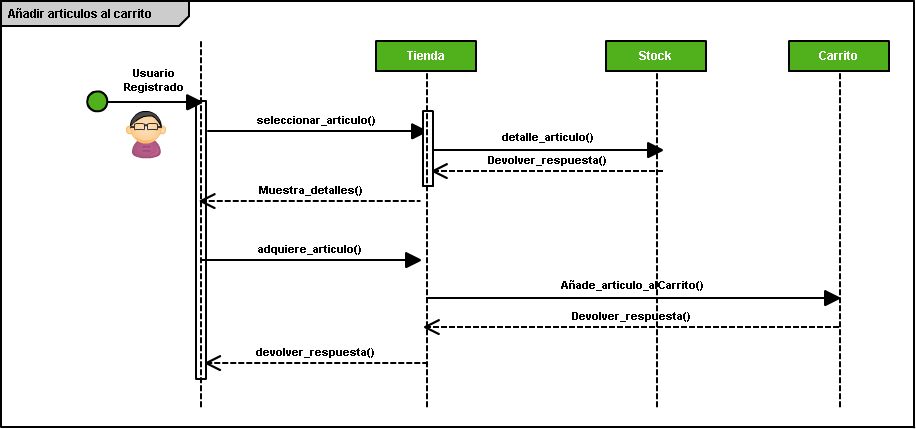 Añadir articulos al carrito
Tienda
Stock
Carrito
Usuario
Registrado
seleccionar_articulo()
detalle_articulo()
Devolver_respuesta()
Muestra_detalles()
adquiere_articulo()
Añade_articulo_alCarrito()
Devolver_respuesta()
devolver_respuesta()